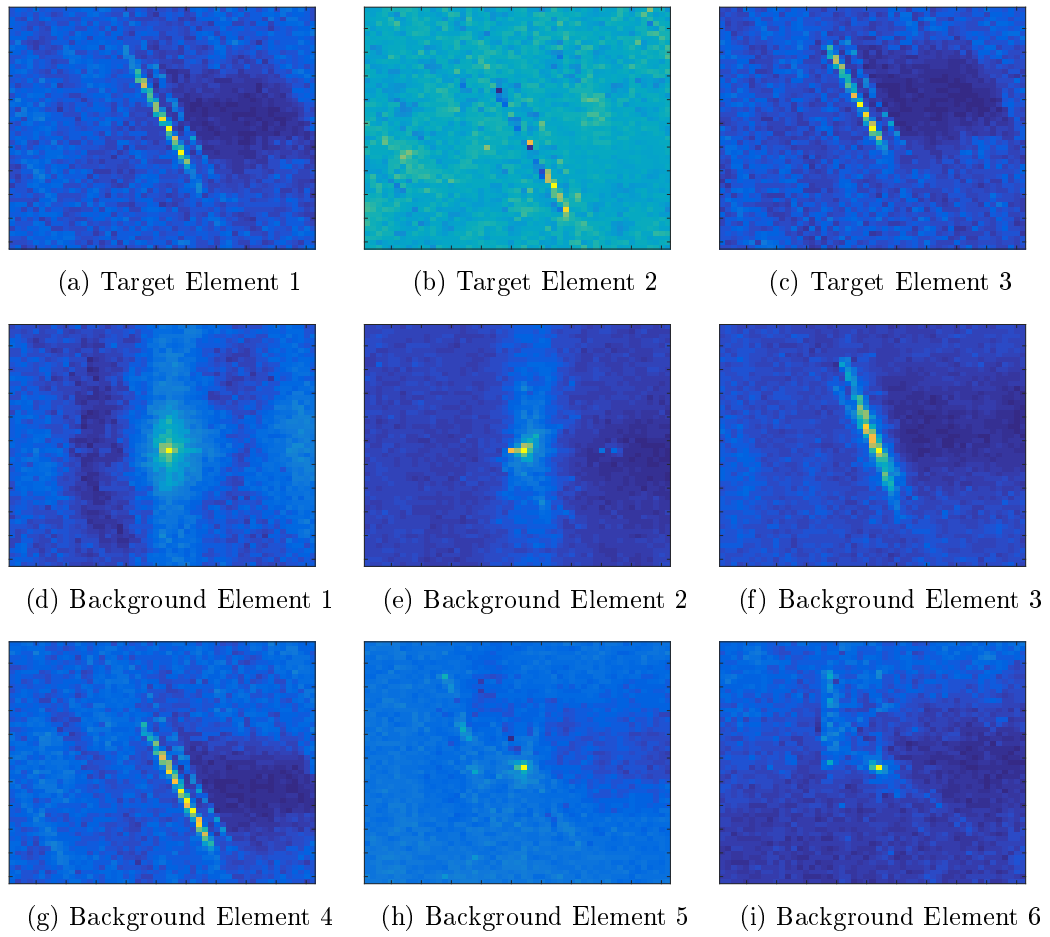 (a) Target Element 1
(b) Target Element 2
(c) Target Element 3
(d) Background Element 1
(e) Background Element 2
(f) Background Element 3
(g) Background Element 4
(h) Background Element 5
(i) Background Element 6